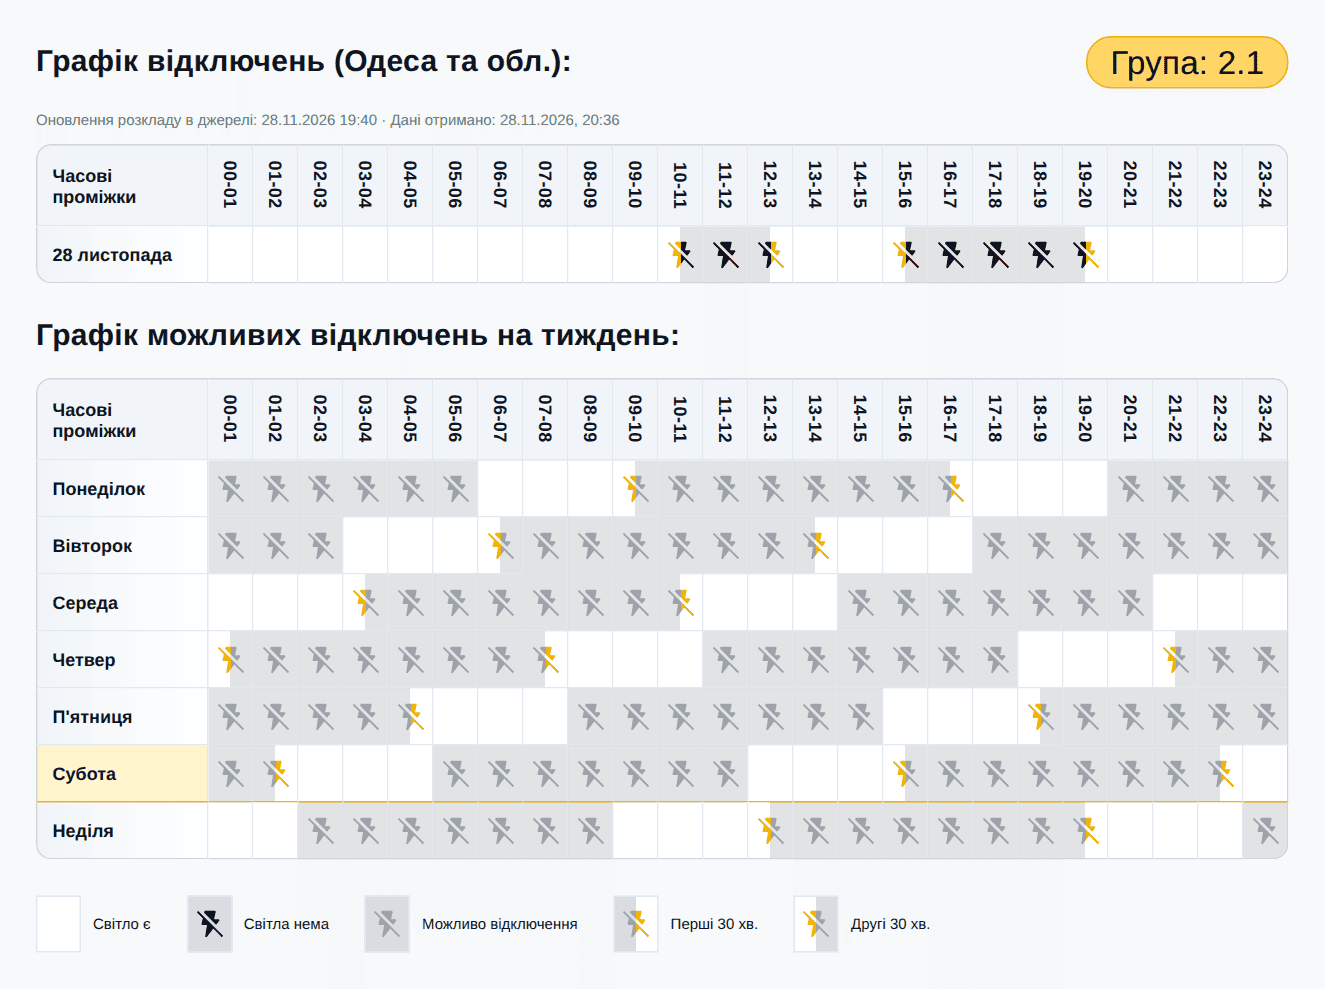 Графік відключень (Одеса та обл.):
Група: 2.1
Оновлення розкладу в джерелі: 28.11.2026 19:40 · Дані отримано: 28.11.2026, 20:36
Часові
проміжки
00-01 01-02 02-03 03-04 04-05 05-06 06-07 07-08 08-09 09-10 10-11 11-12 12-13 13-14 14-15 15-16 16-17 17-18 18-19 19-20 20-21 21-22 22-23 23-24
28 листопада
Графік можливих відключень на тиждень:
Часові
проміжки
00-01 01-02 02-03 03-04 04-05 05-06 06-07 07-08 08-09 09-10 10-11 11-12 12-13 13-14 14-15 15-16 16-17 17-18 18-19 19-20 20-21 21-22 22-23 23-24
Понеділок
Вівторок
Середа
Четвер
П'ятниця
Субота
Неділя
Світло є
Світла нема
Можливо відключення
Перші 30 хв.
Другі 30 хв.